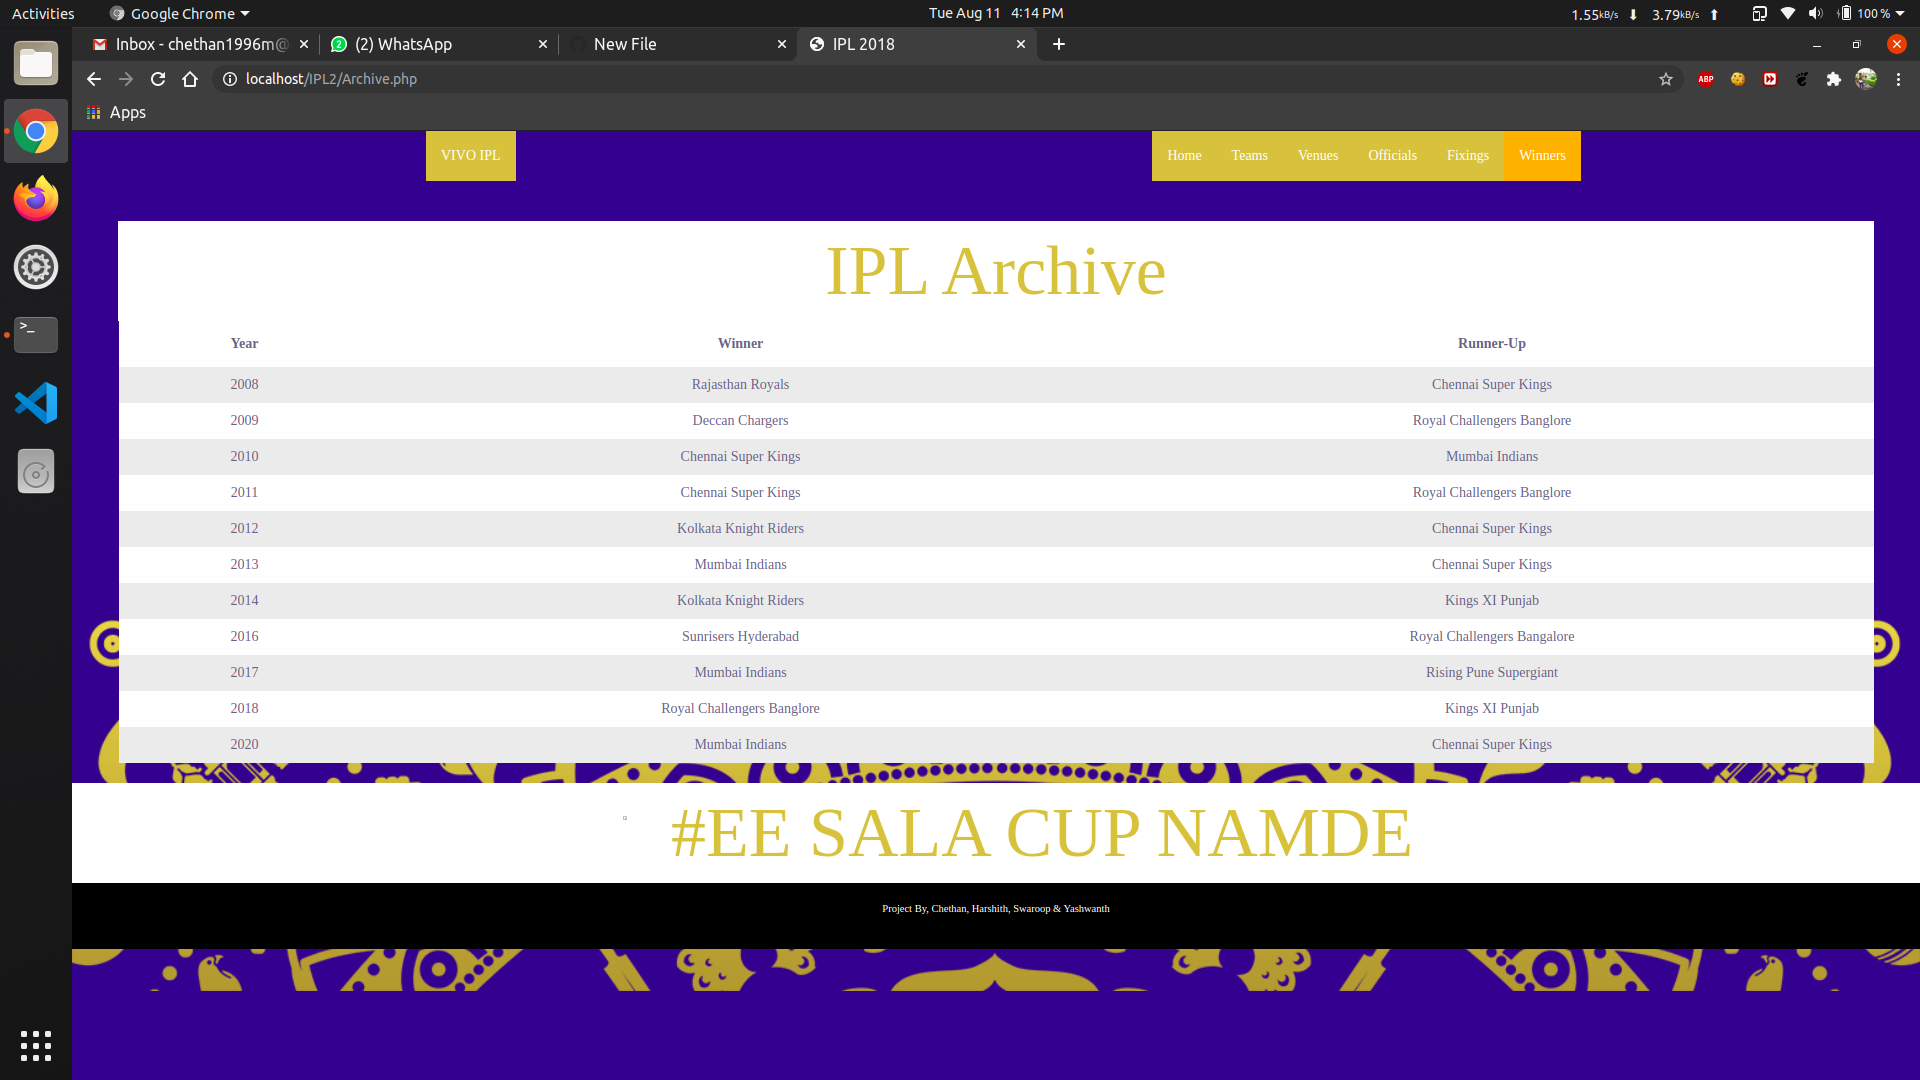 Activities Google Chrome Tue Aug 11 4:14 PM 1.55kB/s 3.79kB/s 100 %
Inbox - chethan1996m@ (2) WhatsApp New File IPL 2018
localhost/IPL2/Archive.php ABP
Apps
VIVO IPL Home Teams Venues Officials Fixings Winners
IPL Archive
Year Winner Runner-Up
2008 Rajasthan Royals Chennai Super Kings
2009 Deccan Chargers Royal Challengers Banglore
2010 Chennai Super Kings Mumbai Indians
2011 Chennai Super Kings Royal Challengers Banglore
2012 Kolkata Knight Riders Chennai Super Kings
2013 Mumbai Indians Chennai Super Kings
2014 Kolkata Knight Riders Kings XI Punjab
2016 Sunrisers Hyderabad Royal Challengers Bangalore
2017 Mumbai Indians Rising Pune Supergiant
2018 Royal Challengers Banglore Kings XI Punjab
2020 Mumbai Indians Chennai Super Kings
#EE SALA CUP NAMDE
Project By, Chethan, Harshith, Swaroop & Yashwanth